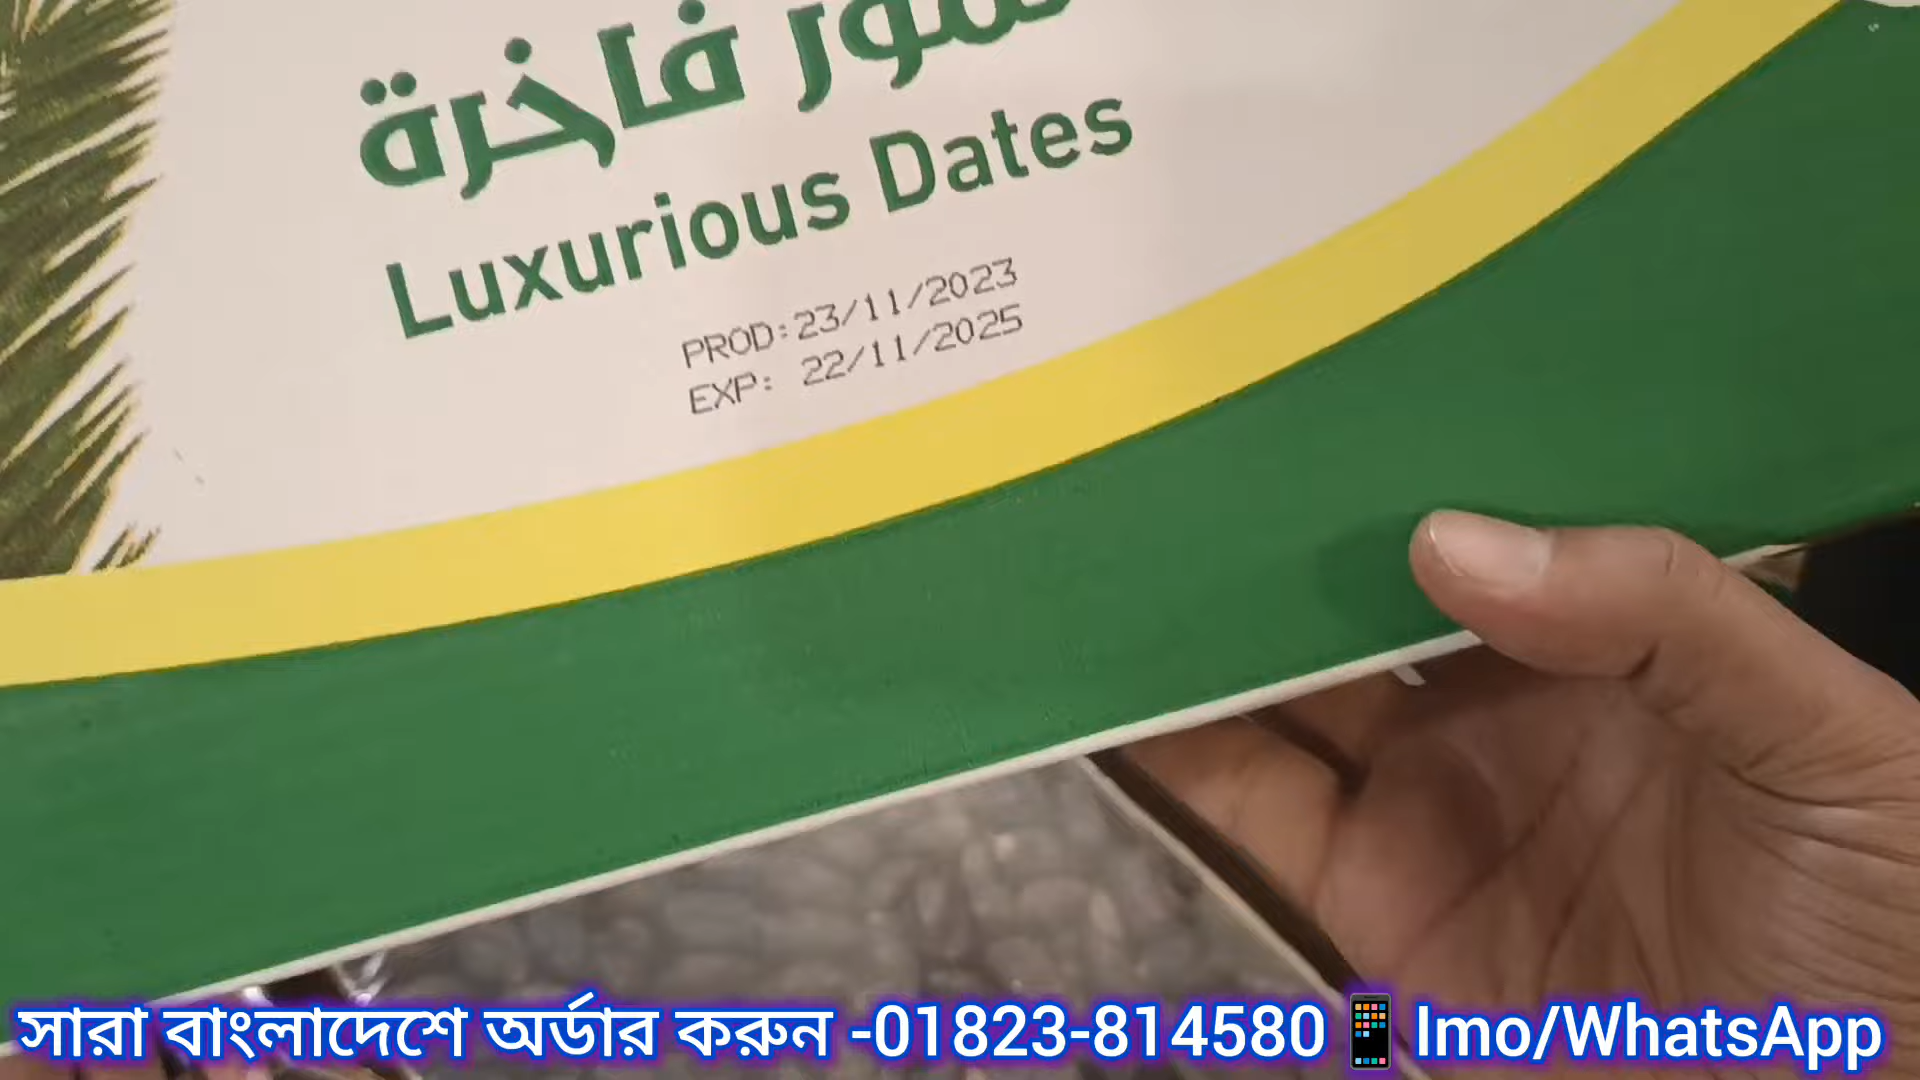 فاخرة
Luxurious Dates
PROD:23/11/2023
EXP: 22/11/2025
সারা বাংলাদেশে অর্ডার করুন -01823-814580📱Imo/WhatsApp